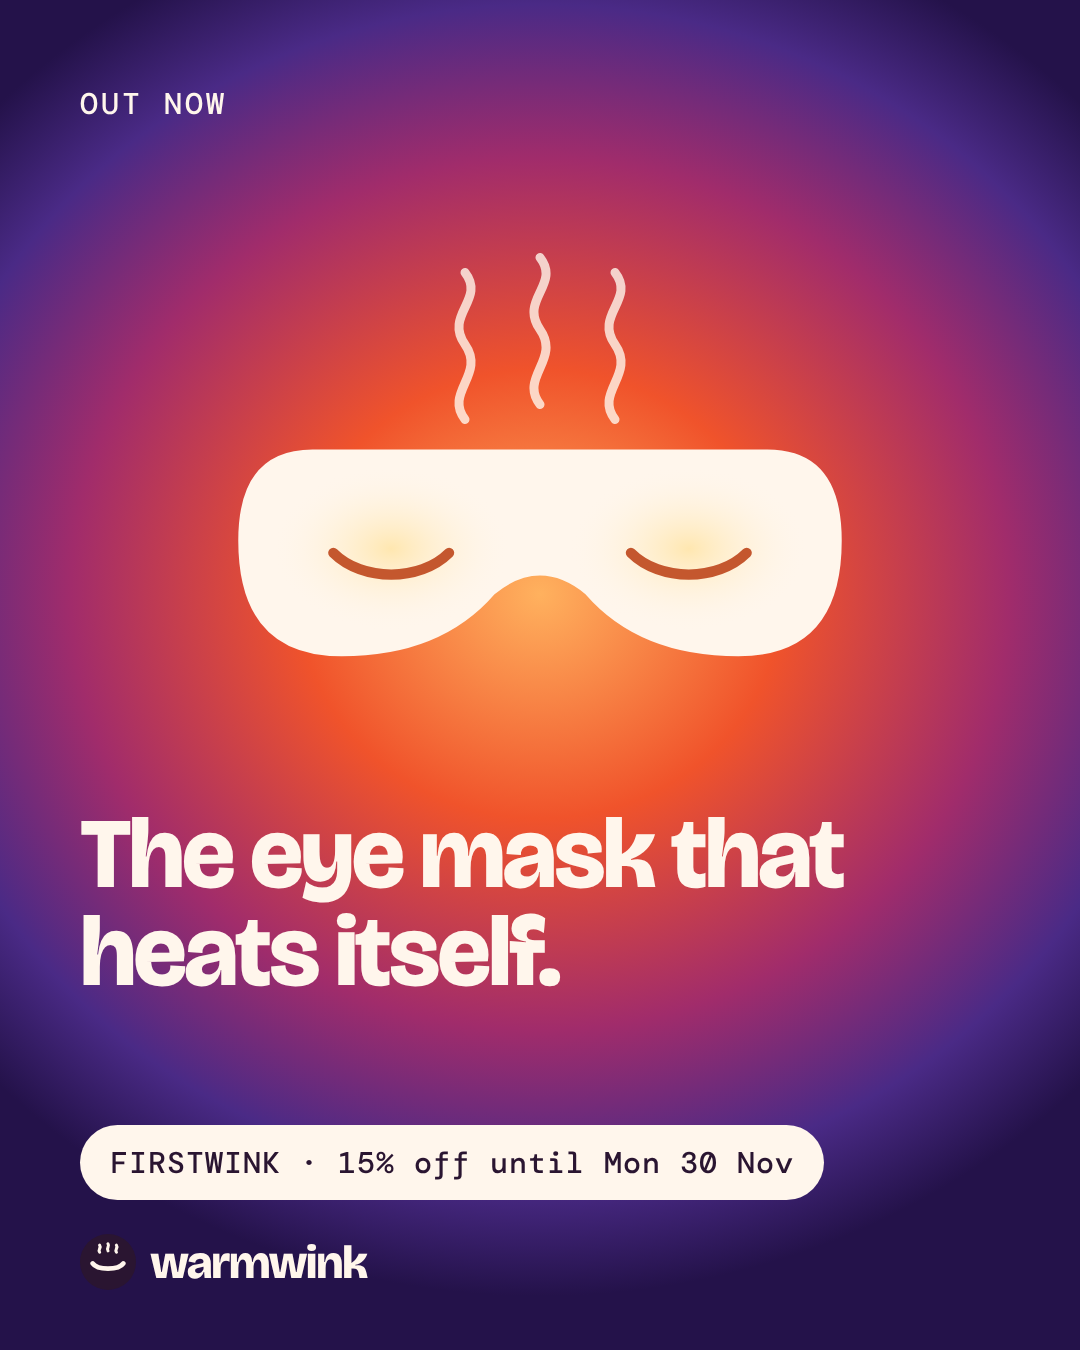 OUT NOW
The eye mask that
heats itself.
FIRSTWINK · 15% off until Mon 30 Nov
warmwink